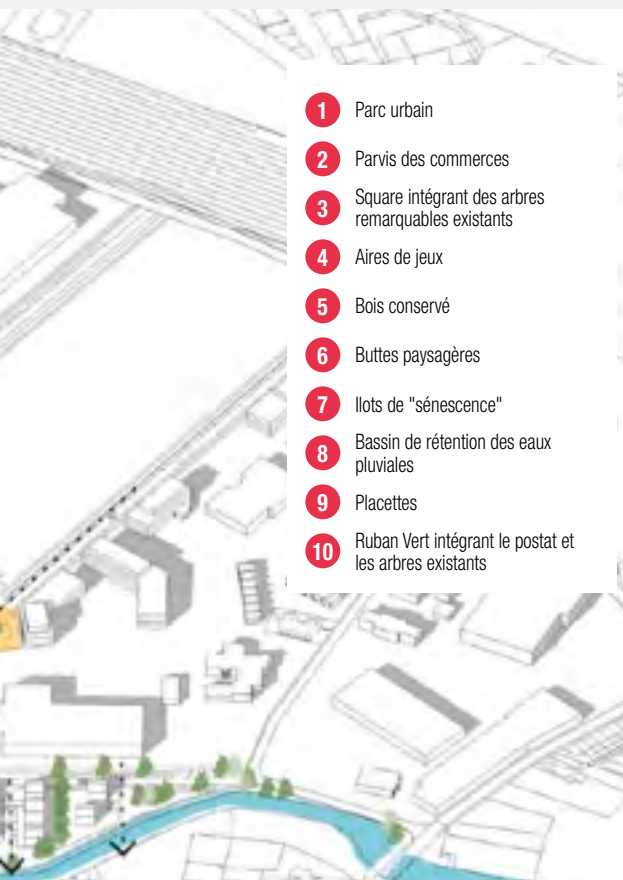 1 Parc urbain
2 Parvis des commerces
3 Square intégrant des arbres
remarquables existants
4 Aires de jeux
5 Bois conservé
6 Buttes paysagères
7 Ilots de "sénescence"
8 Bassin de rétention des eaux
pluviales
9 Placettes
10 Ruban Vert intégrant le postat et
les arbres existants